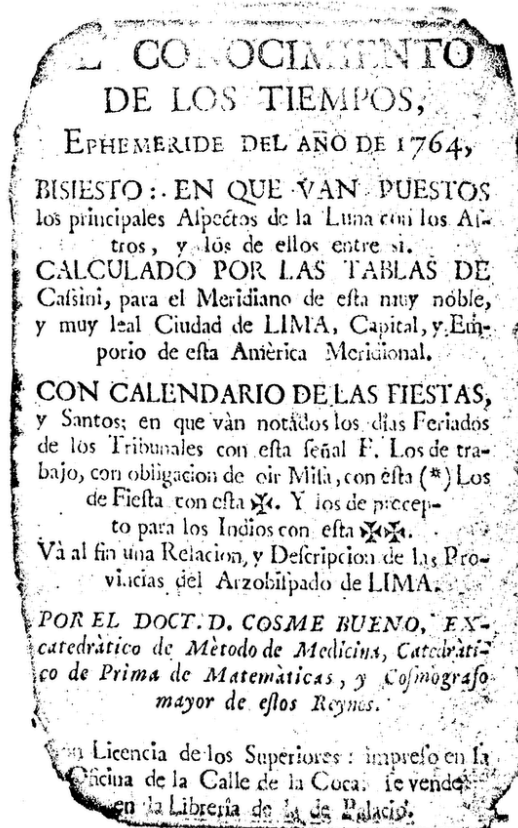 EL CONOCIMIENTO
DE LOS TIEMPOS,
EPHEMERIDE DEL AÑO DE 1764,
BISIESTO: EN QUE VAN PUESTOS
los principales Aſpectos de la Luna con los Aſ-
tros, y los de ellos entre si.
CALCULADO POR LAS TABLAS DE
Caſsini, para el Meridiano de eſta muy noble,
y muy leal Ciudad de LIMA, Capital, y Em-
porio de eſta Amèrica Meridional.
CON CALENDARIO DE LAS FIESTAS,
y Santos; en que vàn notádos los dias Feriados
de los Tribunales con eſta ſeñal F. Los de tra-
bajo, con obligacion de oir Miſa, con eſta (*) Los
de Fieſta con eſta ✠. Y los de precep-
to para los Indios con eſta ✠✠.
Và al fin una Relacion, y Deſcripcion de las Pro-
vincias del Arzobiſpado de LIMA.
POR EL DOCT. D. COSME BUENO, EX-
catedràtico de Mètodo de Medicina, Catedràti-
co de Prima de Matemàticas, y Coſmografo
mayor de eſtos Reynos.
Con Licencia de los Superiores: impreſo en la
Oficina de la Calle de la Coca: ſe vende
en la Librería de la de Palacio.